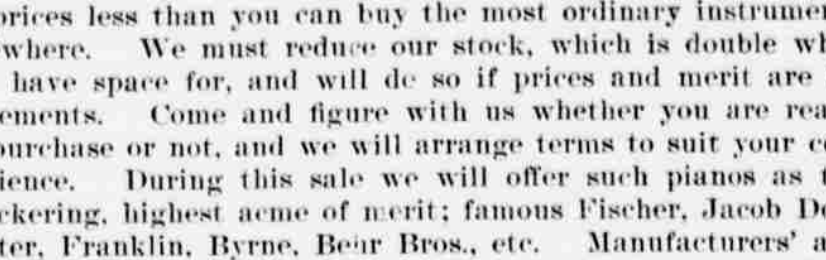 prices less than you can buy the most ordinary instrumen
where. We must reduce our stock, which is double wh
have space for, and will do so if prices and merit are
ements. Come and figure with us whether you are rea
purchase or not, and we will arrange terms to suit your co
ience. During this sale we will offer such pianos as t
ckering, highest acme of merit; famous Fischer, Jacob Do
ter, Franklin, Byrne, Behr Bros., etc. Manufacturers' a